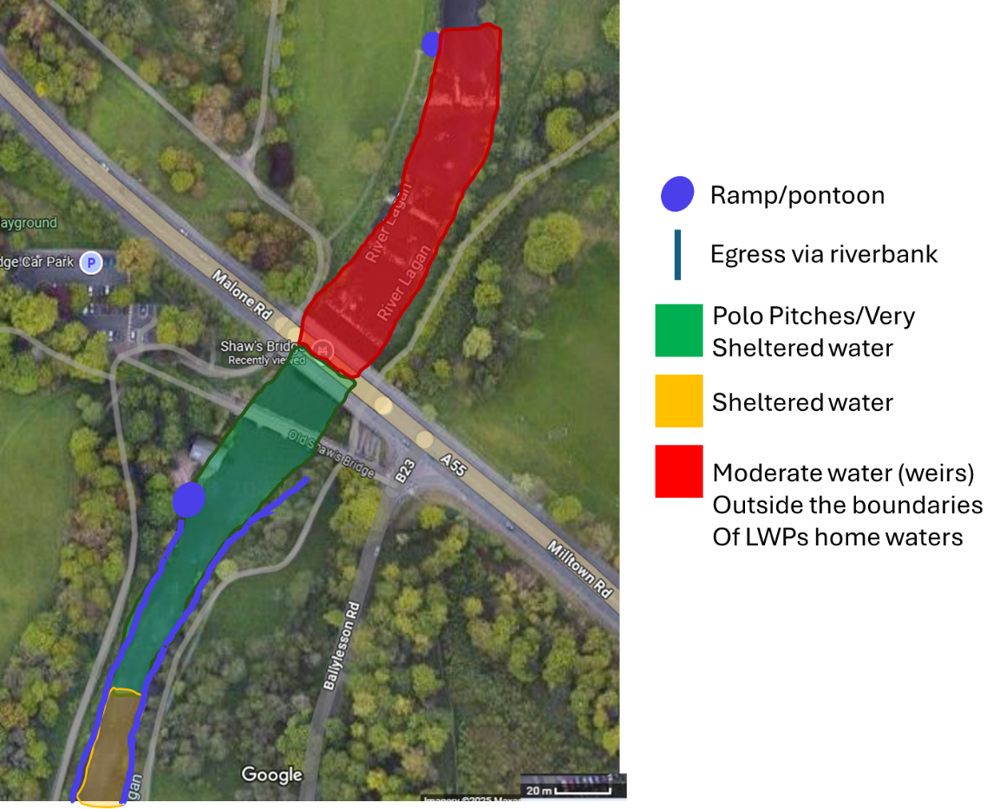 ayground
dge Car Park
P
Malone Rd
Shaw's Bridge
Recently viewed
River Lagan
River Lagan
Old Shaw's Bridge
B23
A55
Milltown Rd
Ballylesson Rd
gan
Google
20 m
Imagery ©2025 Maxar
Ramp/pontoon
Egress via riverbank
Polo Pitches/Very
Sheltered water
Sheltered water
Moderate water (weirs)
Outside the boundaries
Of LWPs home waters